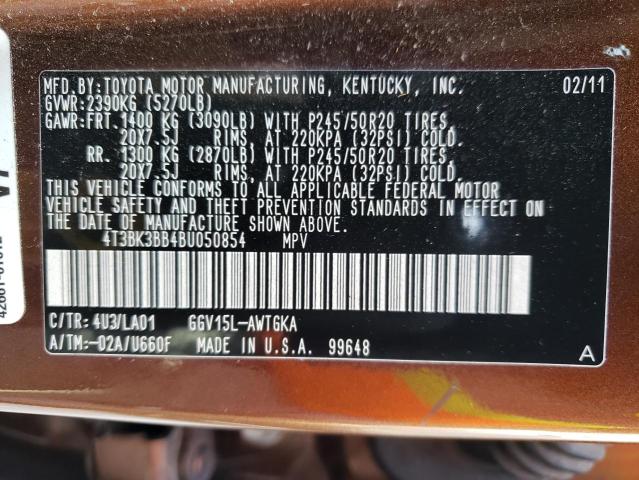 MFD.BY:TOYOTA MOTOR MANUFACTURING, KENTUCKY, INC. 02/11
GVWR:2390KG (5270LB)
GAWR:FRT. 1400 KG (3090LB) WITH P245/50R20 TIRES,
20X7.5J RIMS, AT 220KPA (32PSI) COLD.
RR. 1300 KG (2870LB) WITH P245/50R20 TIRES,
20X7.5J RIMS, AT 220KPA (32PSI) COLD.
THIS VEHICLE CONFORMS TO ALL APPLICABLE FEDERAL MOTOR
VEHICLE SAFETY AND THEFT PREVENTION STANDARDS IN EFFECT ON
THE DATE OF MANUFACTURE SHOWN ABOVE.
4T3BK3BB4BU050854 MPV
C/TR:4U3/LA01 GGV15L-AWTGKA
A/TM:-02A/U660F MADE IN U.S.A. 99648 A